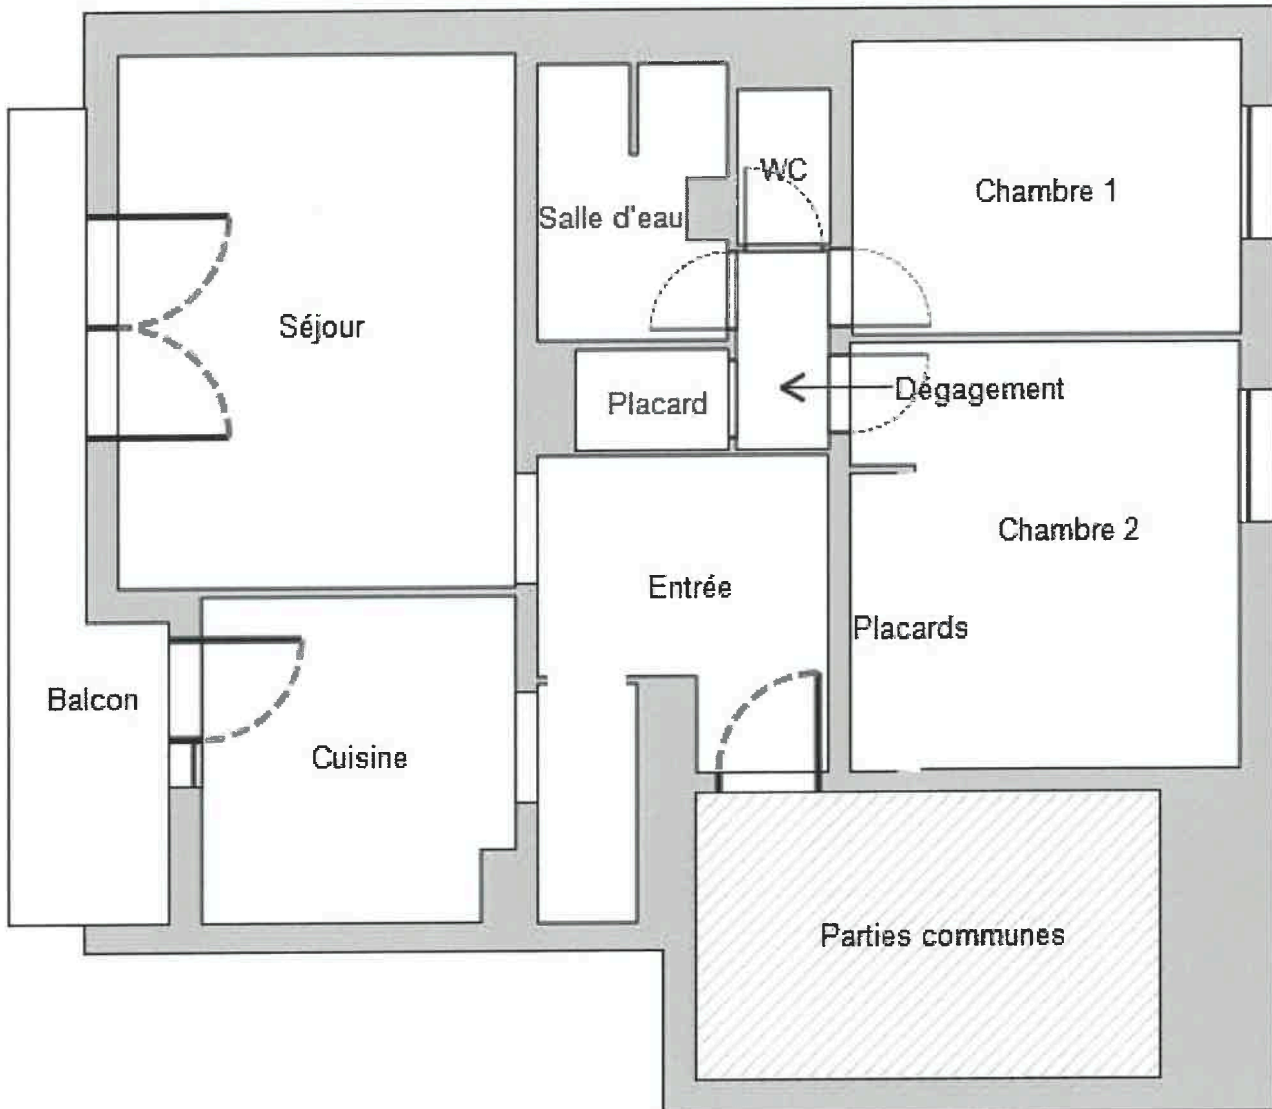 WC
Chambre 1
Salle d'eau
Séjour
Placard
Dégagement
Chambre 2
Entrée
Placards
Balcon
Cuisine
Parties communes